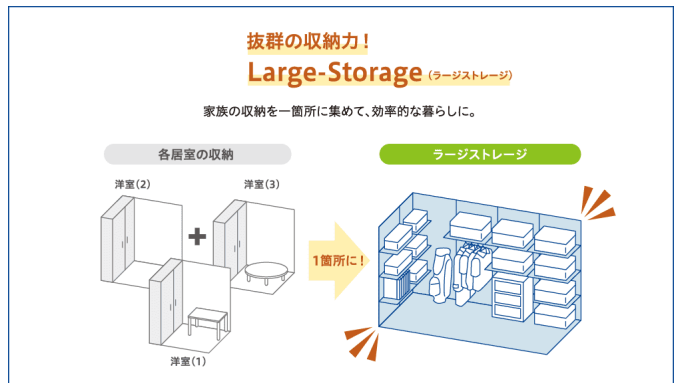 抜群の収納力！
Large-Storage（ラージストレージ）
家族の収納を一箇所に集めて、効率的な暮らしに。
各居室の収納
ラージストレージ
洋室（2）
洋室（3）
+
1箇所に！
洋室（1）